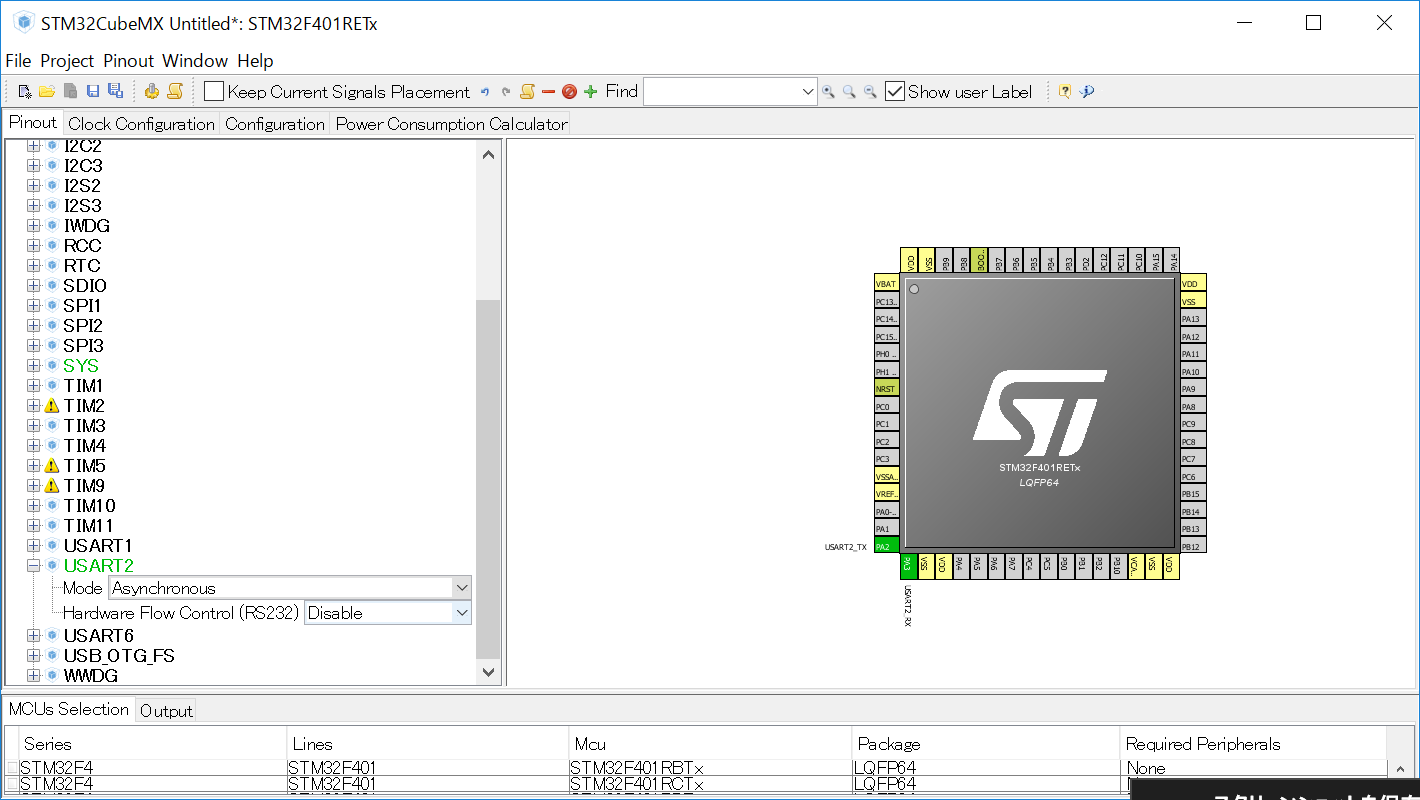 STM32CubeMX Untitled*: STM32F401RETx
File Project Pinout Window Help
Keep Current Signals Placement Find Show user Label
Pinout Clock Configuration Configuration Power Consumption Calculator
I2C2
I2C3
I2S2
I2S3
IWDG
RCC
RTC
SDIO
SPI1
SPI2
SPI3
SYS
TIM1
TIM2
TIM3
TIM4
TIM5
TIM9
TIM10
TIM11
USART1
USART2
Mode Asynchronous
Hardware Flow Control (RS232) Disable
USART6
USB_OTG_FS
WWDG
VDD VSS PB9 PB8 BOO.. PB7 PB6 PB5 PB4 PB3 PD2 PC12 PC11 PC10 PA15 PA14
VBAT
PC13..
PC14..
PC15..
PH0 ..
PH1 ..
NRST
PC0
PC1
PC2
PC3
VSSA..
VREF..
PA0-..
PA1
USART2_TX PA2
ST
STM32F401RETx
LQFP64
VDD
VSS
PA13
PA12
PA11
PA10
PA9
PA8
PC9
PC8
PC7
PC6
PB15
PB14
PB13
PB12
PA3 VSS VDD PA4 PA5 PA6 PA7 PC4 PC5 PB0 PB1 PB2 PB10 VCA.. VSS VDD
USART2_RX
MCUs Selection Output
Series Lines Mcu Package Required Peripherals
STM32F4 STM32F401 STM32F401RBTx LQFP64 None
STM32F4 STM32F401 STM32F401RCTx LQFP64